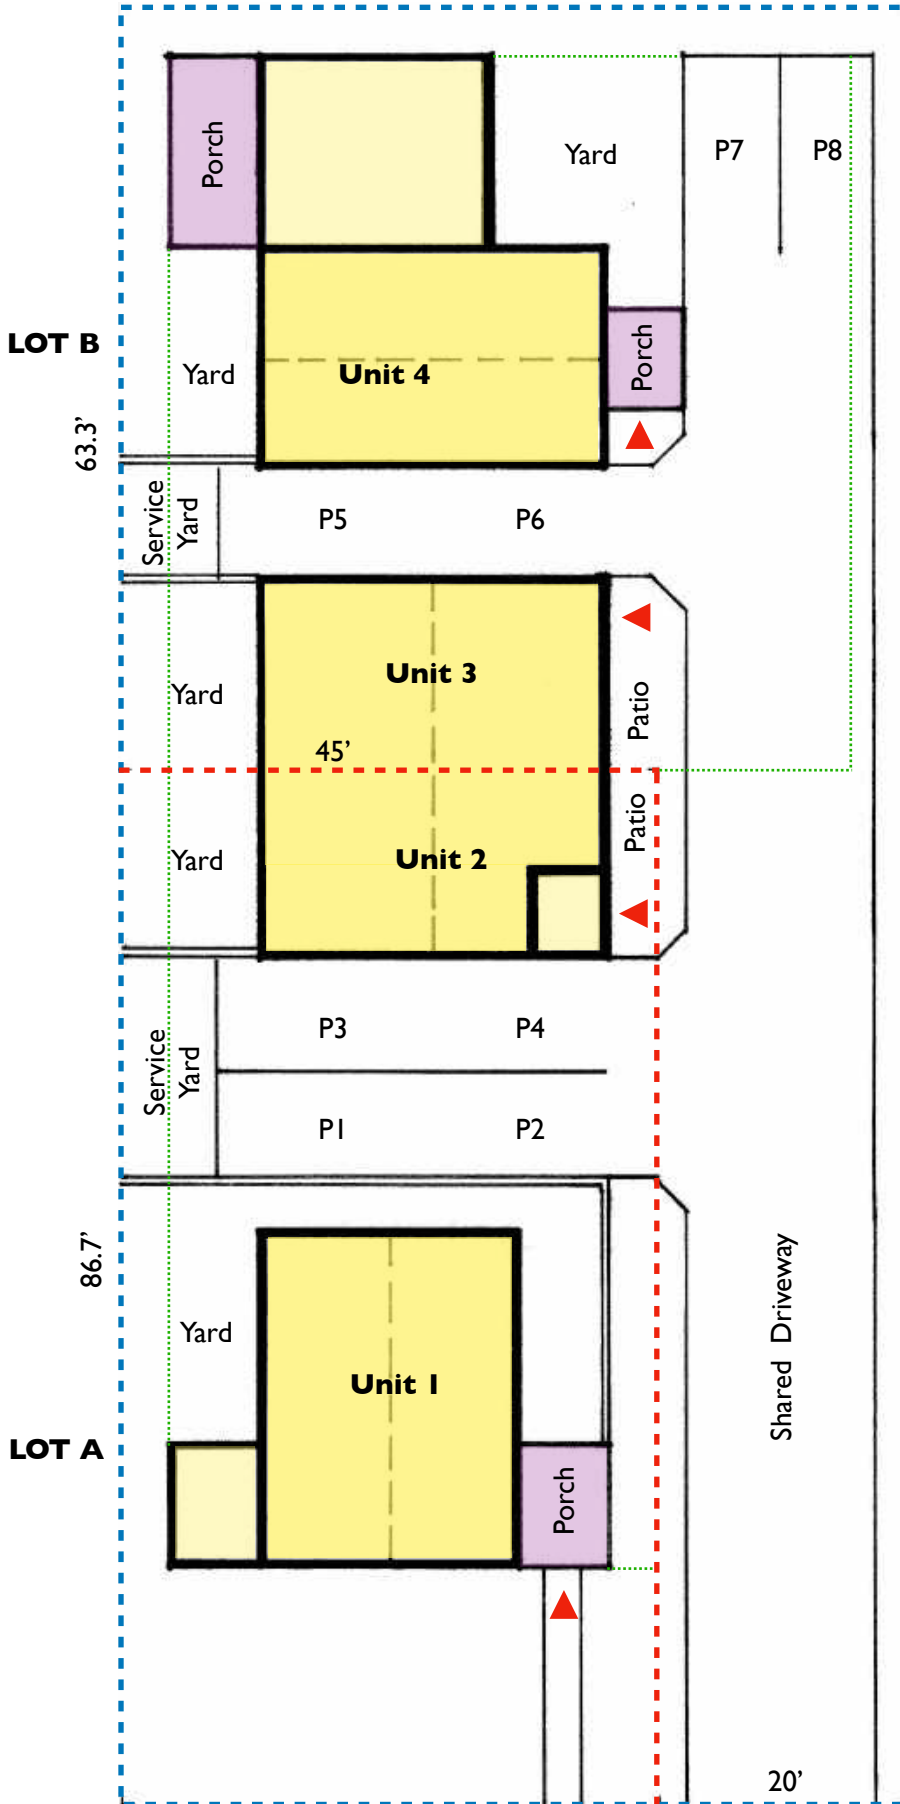 Porch
Yard
P7
P8
LOT B
Porch
Yard
Unit 4
63.3’
Service
Yard
P5
P6
Unit 3
Yard
Patio
45’
Patio
Yard
Unit 2
P3
P4
Service
Yard
P1
P2
86.7’
Shared Driveway
Yard
Unit 1
LOT A
Porch
20’